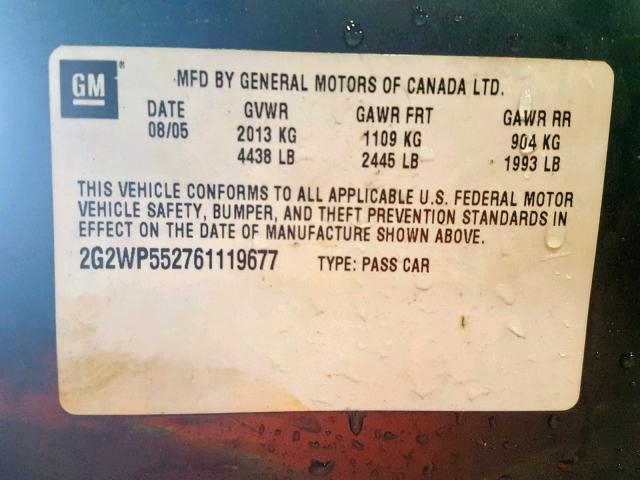 GM ®
MFD BY GENERAL MOTORS OF CANADA LTD.
DATE GVWR GAWR FRT GAWR RR
08/05 2013 KG 1109 KG 904 KG
4438 LB 2445 LB 1993 LB
THIS VEHICLE CONFORMS TO ALL APPLICABLE U.S. FEDERAL MOTOR
VEHICLE SAFETY, BUMPER, AND THEFT PREVENTION STANDARDS IN
EFFECT ON THE DATE OF MANUFACTURE SHOWN ABOVE.
2G2WP552761119677 TYPE: PASS CAR